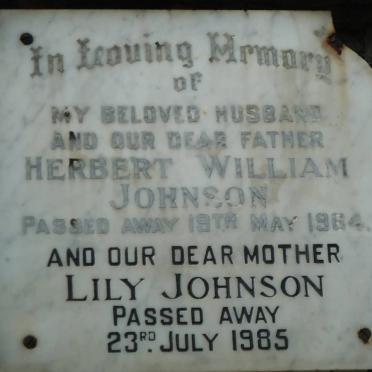 In Loving Memory
of
MY BELOVED HUSBAND
AND OUR DEAR FATHER
HERBERT WILLIAM
JOHNSON
PASSED AWAY 19TH MAY 1964.
AND OUR DEAR MOTHER
LILY JOHNSON
PASSED AWAY
23RD. JULY 1985